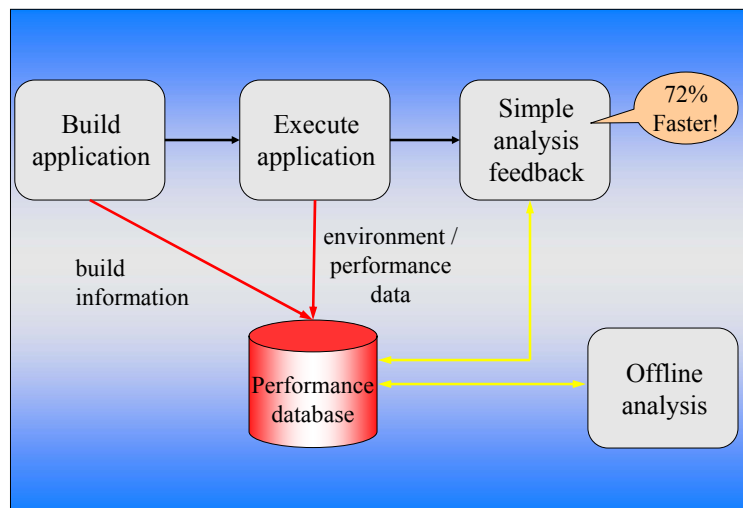 Build
application
Execute
application
Simple
analysis
feedback
72%
Faster!
build
information
environment /
performance
data
Performance
database
Offline
analysis